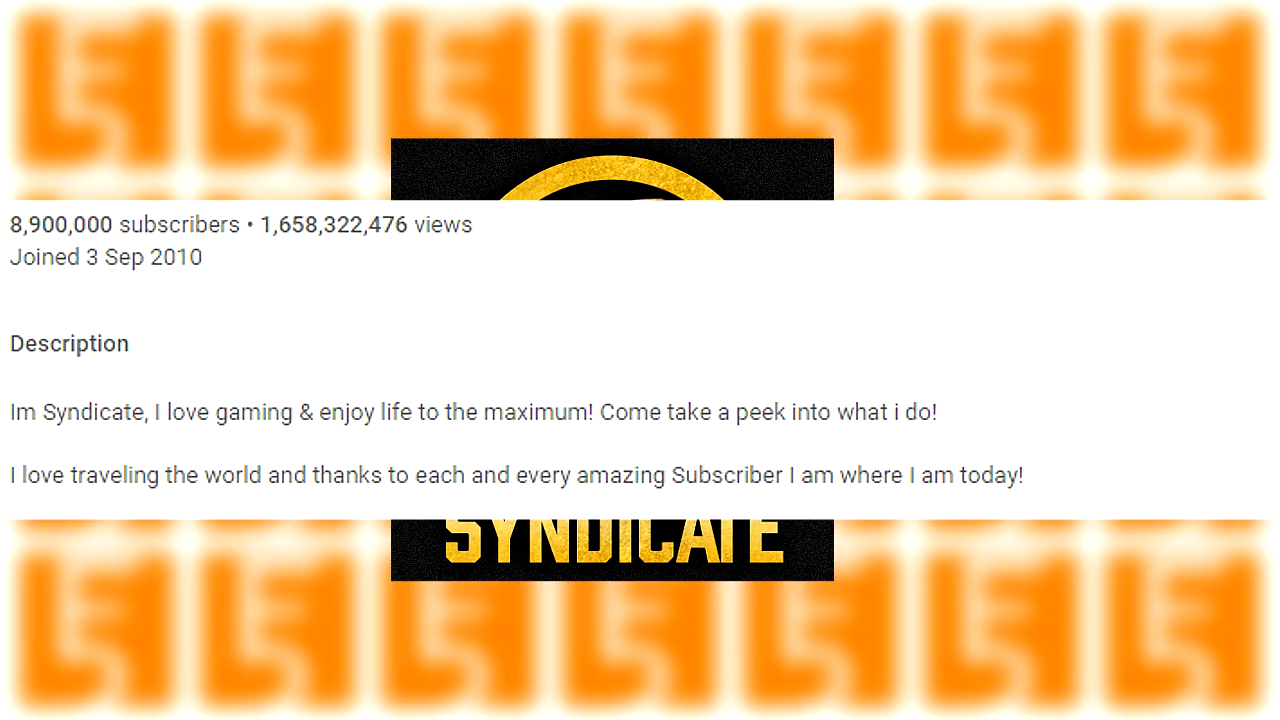 8,900,000 subscribers • 1,658,322,476 views
Joined 3 Sep 2010
Description
Im Syndicate, I love gaming & enjoy life to the maximum! Come take a peek into what i do!
I love traveling the world and thanks to each and every amazing Subscriber I am where I am today!
SYNDICATE